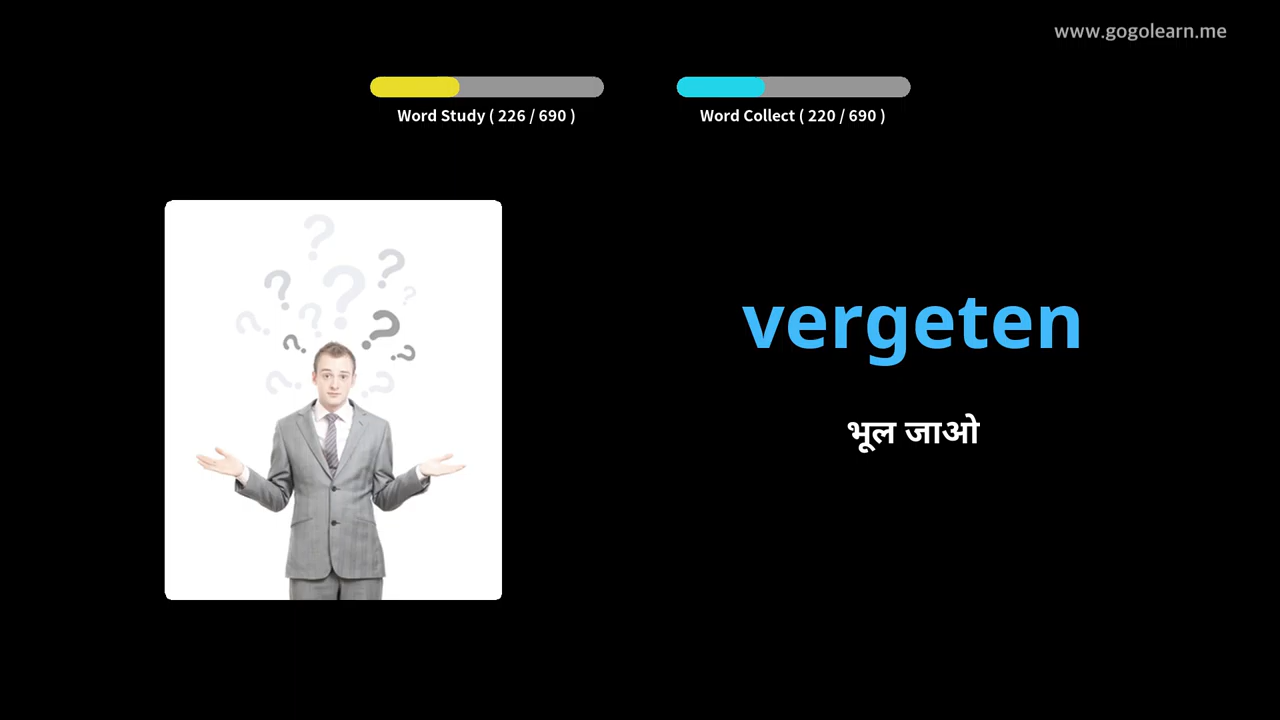 www.gogolearn.me
Word Study ( 226 / 690 )
Word Collect ( 220 / 690 )
vergeten
भूल जाओ